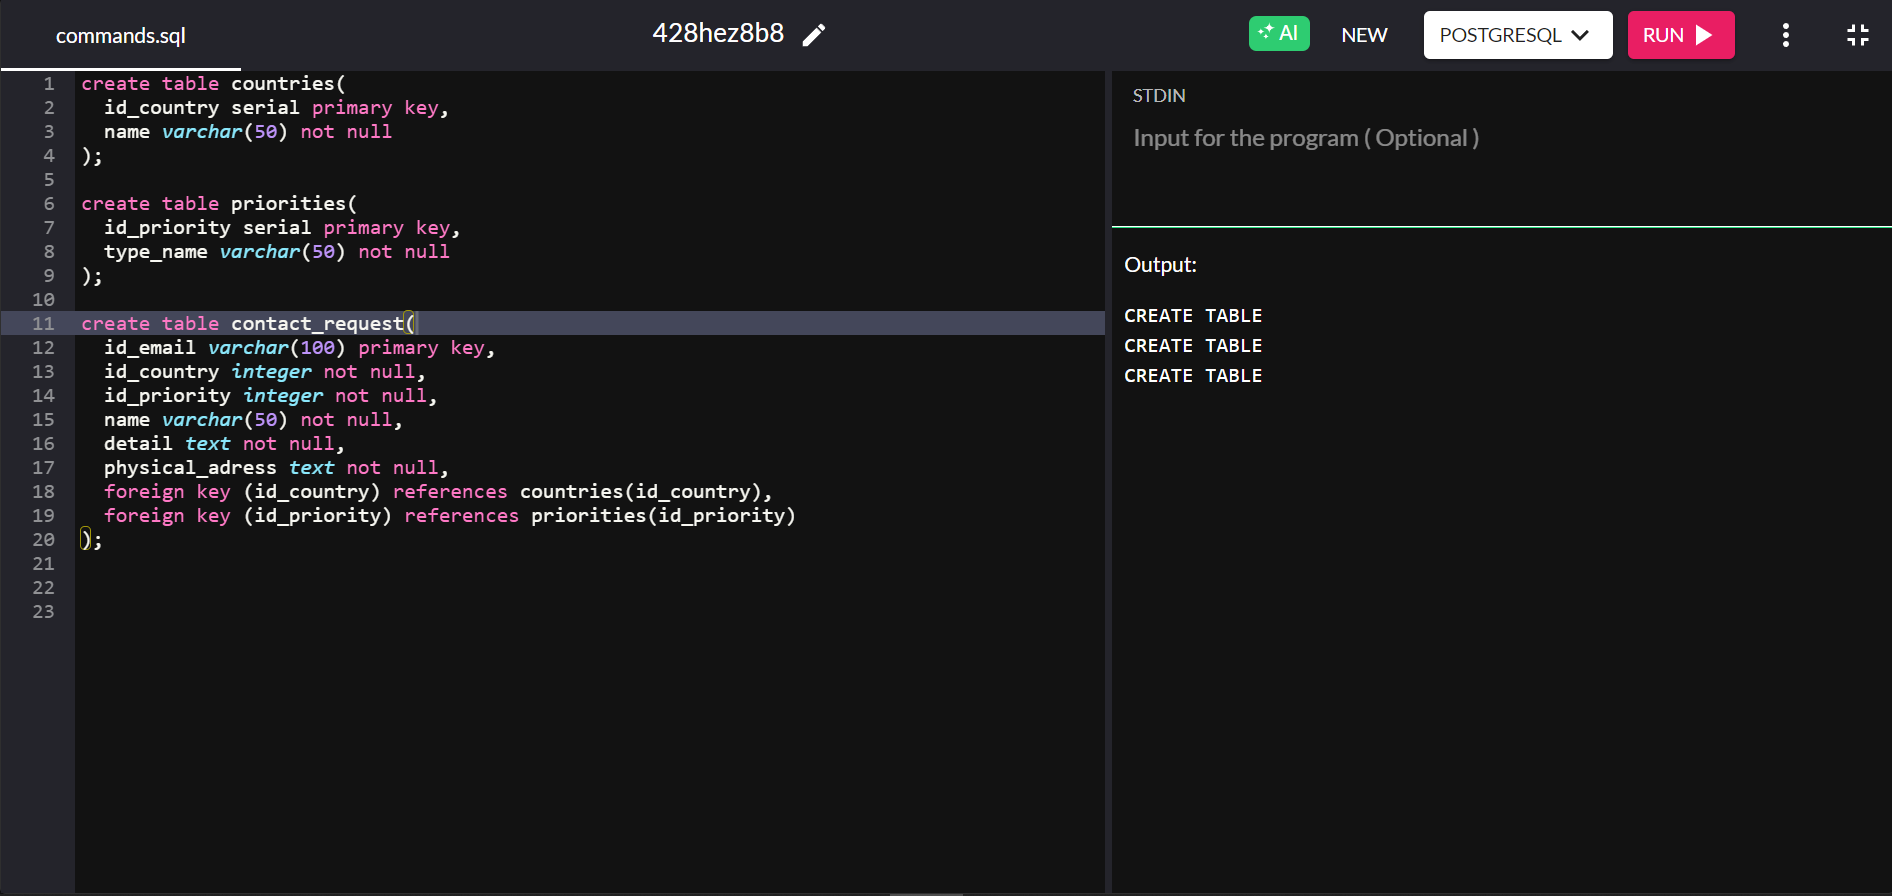 commands.sql
428hez8b8
AI
NEW
POSTGRESQL
RUN
1 create table countries(
2   id_country serial primary key,
3   name varchar(50) not null
4 );
5
6 create table priorities(
7   id_priority serial primary key,
8   type_name varchar(50) not null
9 );
10
11 create table contact_request(
12   id_email varchar(100) primary key,
13   id_country integer not null,
14   id_priority integer not null,
15   name varchar(50) not null,
16   detail text not null,
17   physical_adress text not null,
18   foreign key (id_country) references countries(id_country),
19   foreign key (id_priority) references priorities(id_priority)
20 );
21
22
23
STDIN
Input for the program ( Optional )
Output:
CREATE TABLE
CREATE TABLE
CREATE TABLE